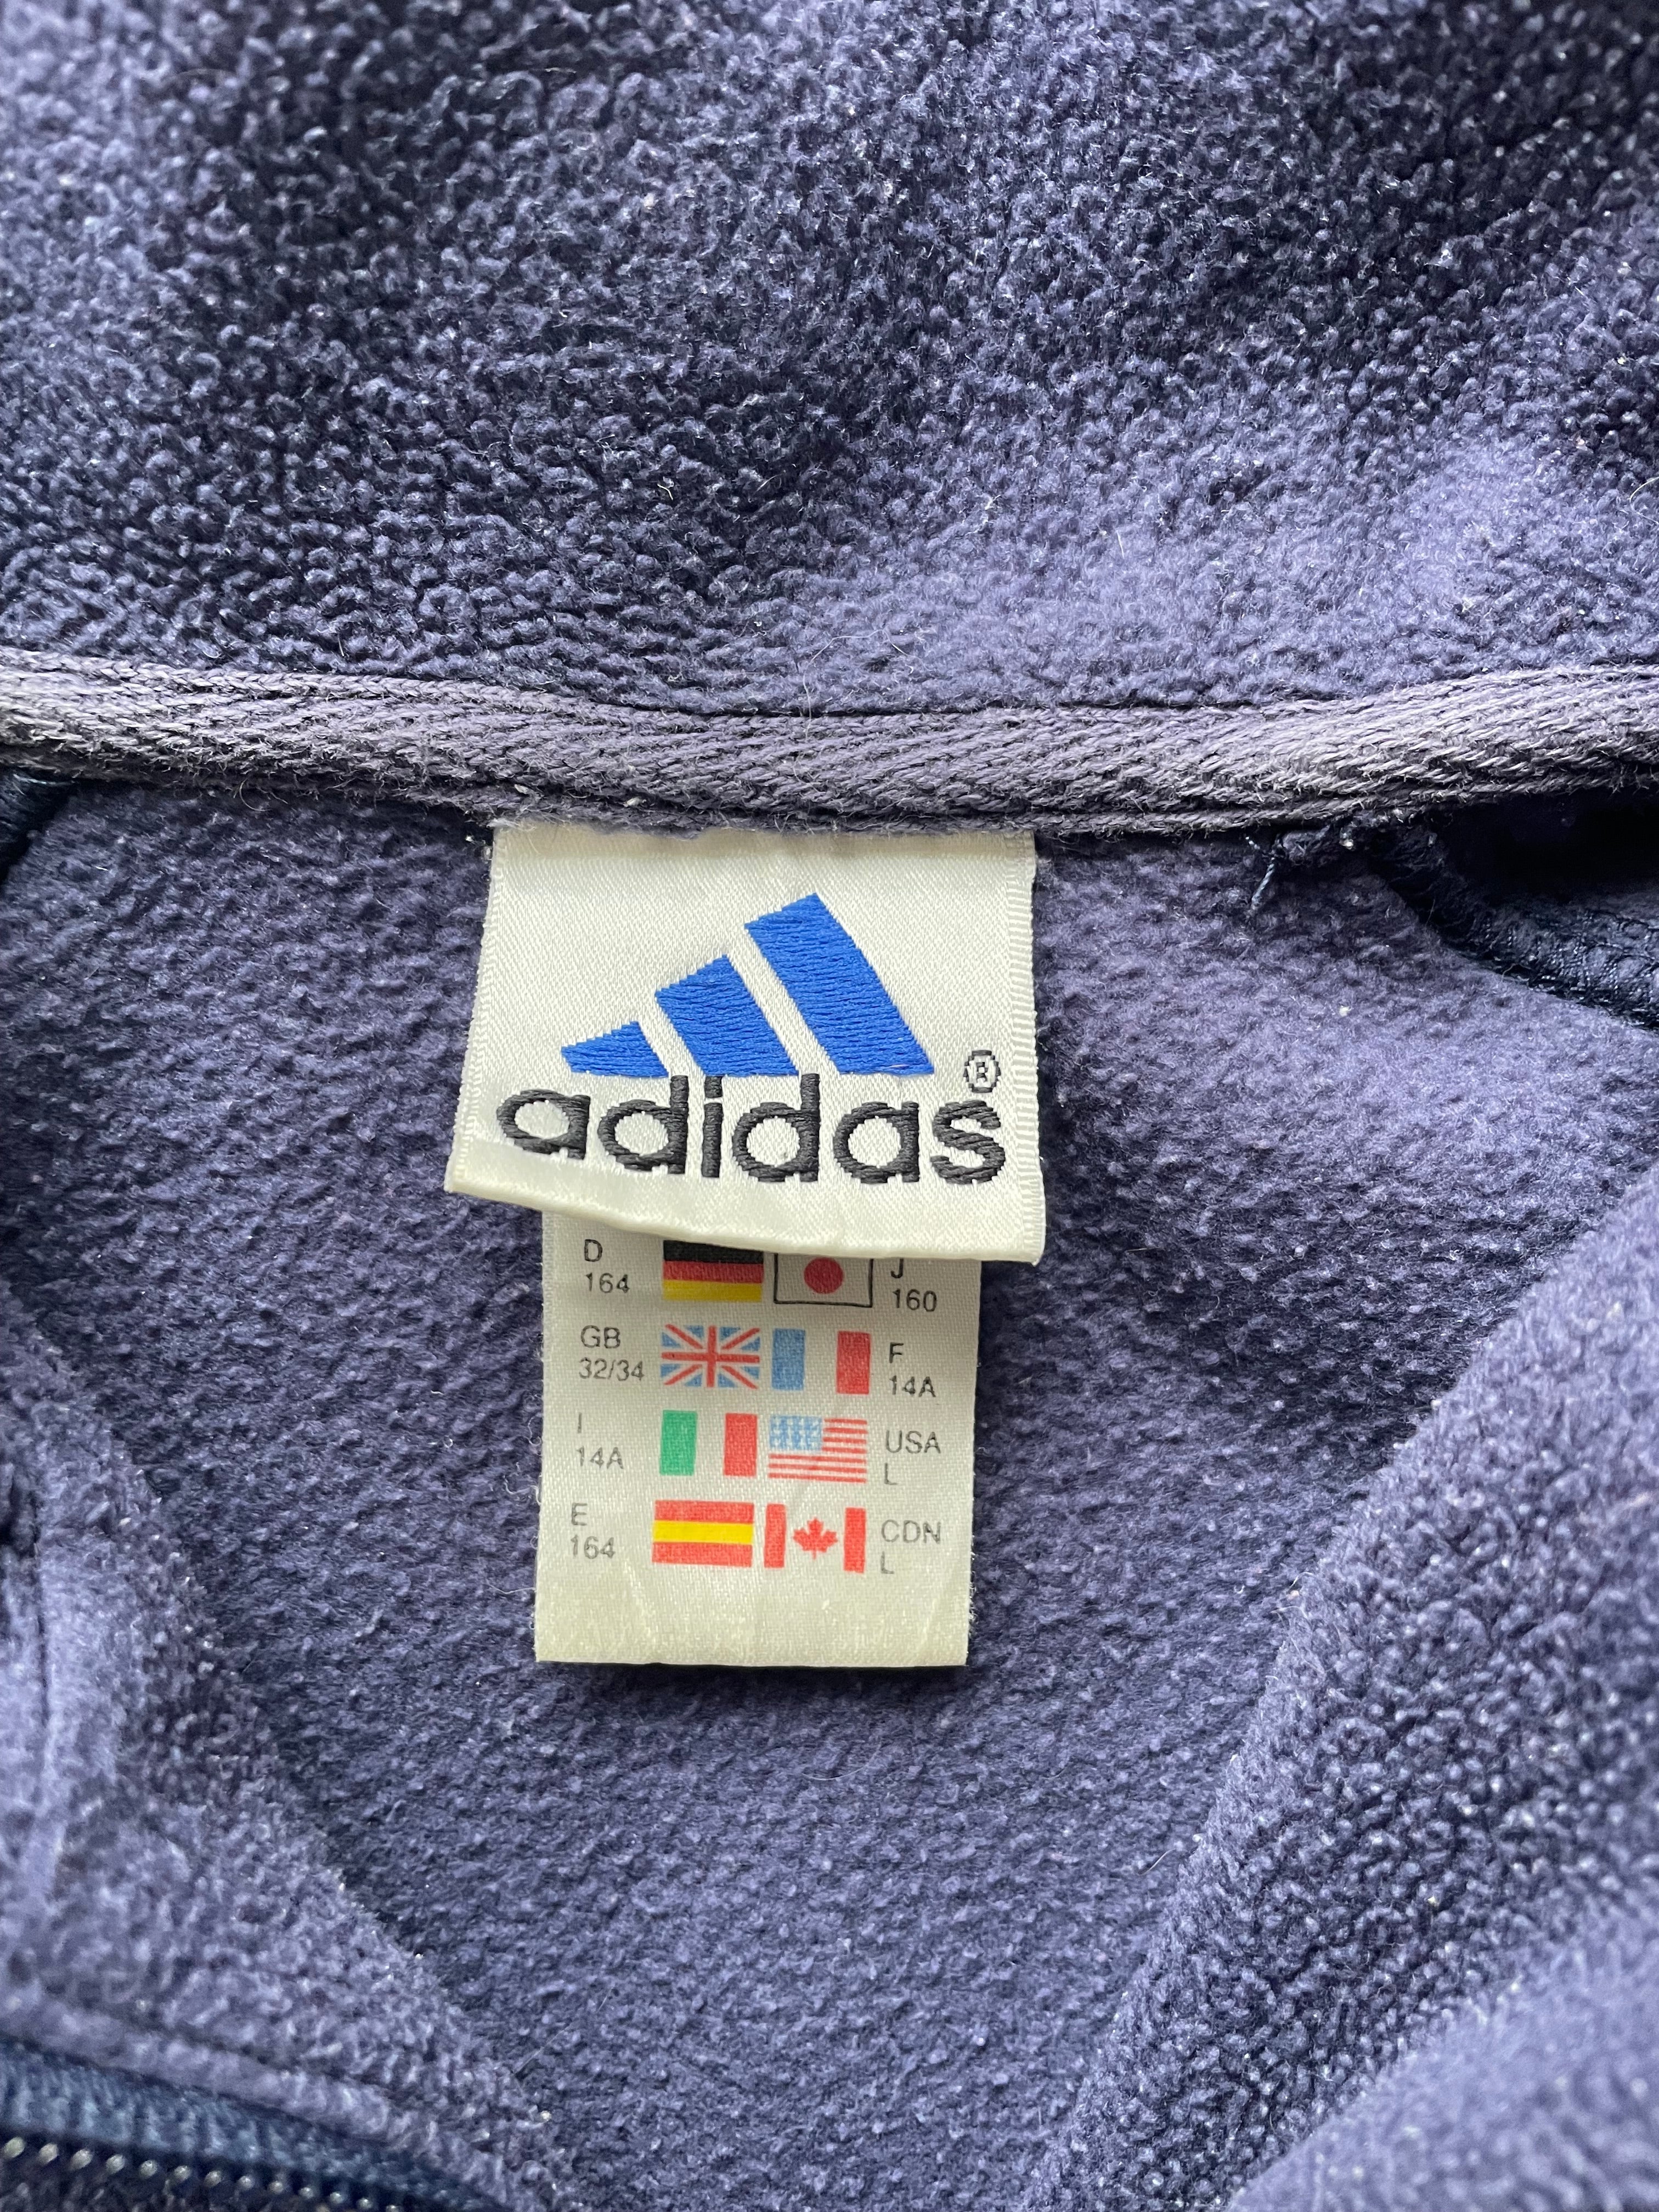 adidas ®
D J
164 160
GB F
32/34 14A
I USA
14A L
E CDN
164 L